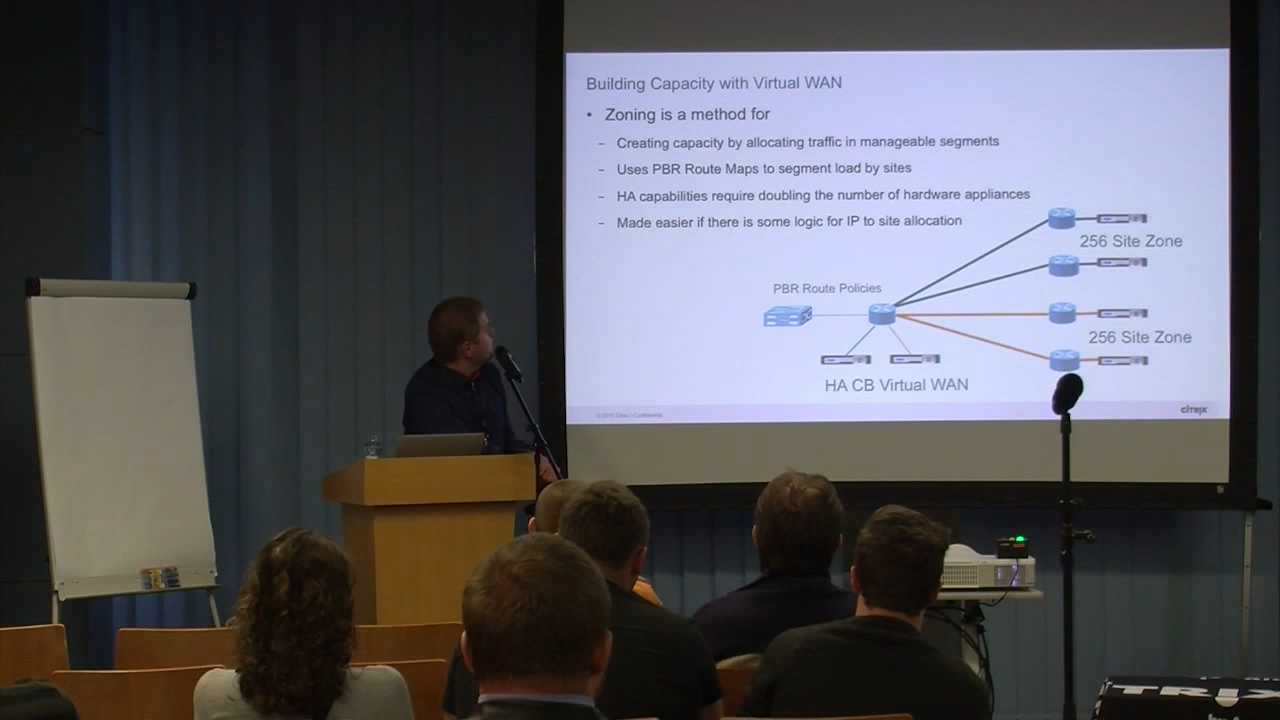 Building Capacity with Virtual WAN
• Zoning is a method for
– Creating capacity by allocating traffic in manageable segments
– Uses PBR Route Maps to segment load by sites
– HA capabilities require doubling the number of hardware appliances
– Made easier if there is some logic for IP to site allocation
256 Site Zone
PBR Route Policies
256 Site Zone
HA CB Virtual WAN
Citrix | Confidential
CITRIX
TRIX